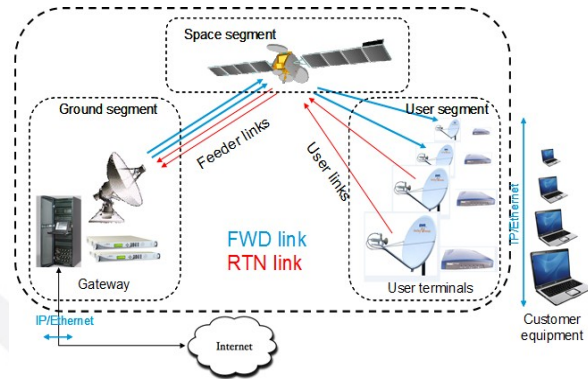 Space segment
Ground segment
User segment
Feeder links
User links
IP/Ethernet
FWD link
RTN link
Gateway
User terminals
Customer
equipment
IP/Ethernet
Internet